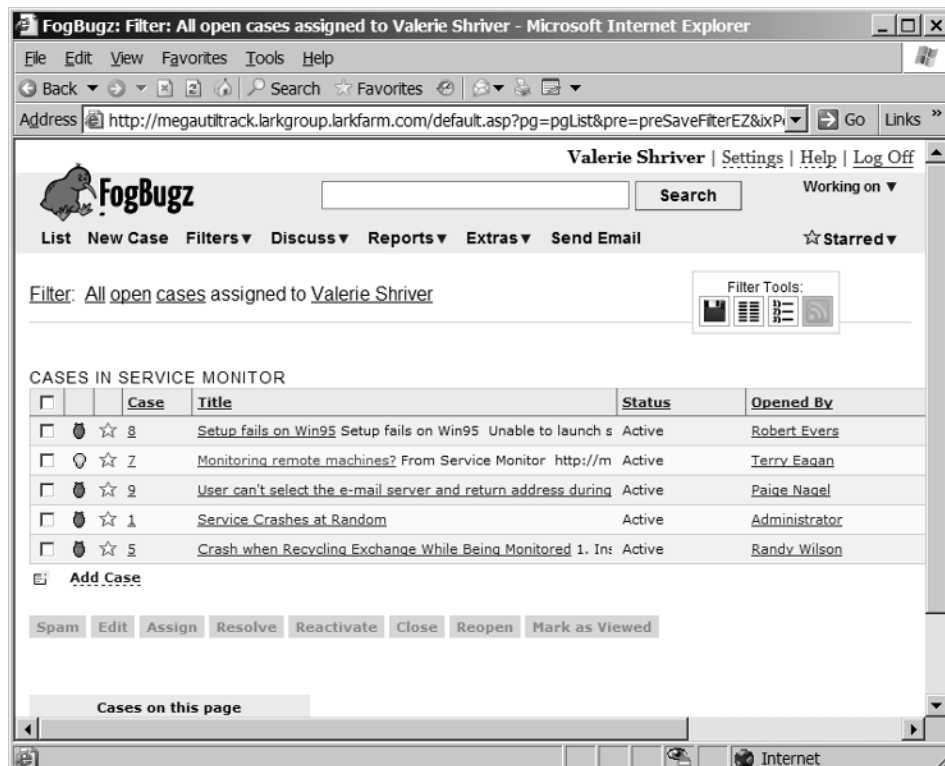 FogBugz: Filter: All open cases assigned to Valerie Shriver - Microsoft Internet Explorer
File Edit View Favorites Tools Help
Back Search Favorites
Address http://megautiltrack.larkgroup.larkfarm.com/default.asp?pg=pgList&pre=preSaveFilterEZ&ixP Go Links »
Valerie Shriver | Settings | Help | Log Off
FogBugz Search Working on ▼
List New Case Filters▼ Discuss▼ Reports▼ Extras▼ Send Email ☆Starred▼
Filter: All open cases assigned to Valerie Shriver
Filter Tools:
CASES IN SERVICE MONITOR
Case Title Status Opened By
8 Setup fails on Win95 Setup fails on Win95 Unable to launch s Active Robert Evers
7 Monitoring remote machines? From Service Monitor http://m Active Terry Eagan
9 User can't select the e-mail server and return address during Active Paige Nagel
1 Service Crashes at Random Active Administrator
5 Crash when Recycling Exchange While Being Monitored 1. Ins Active Randy Wilson
Add Case
Spam Edit Assign Resolve Reactivate Close Reopen Mark as Viewed
Cases on this page
Internet